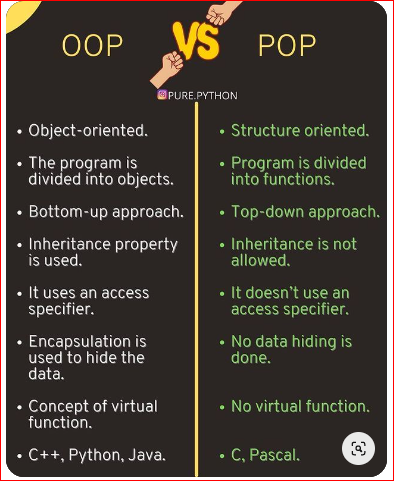 OOP VS POP
PURE.PYTHON
• Object-oriented.
• The program is
divided into objects.
• Bottom-up approach.
• Inheritance property
is used.
• It uses an access
specifier.
• Encapsulation is
used to hide the
data.
• Concept of virtual
function.
• C++, Python, Java.
• Structure oriented.
• Program is divided
into functions.
• Top-down approach.
• Inheritance is not
allowed.
• It doesn't use an
access specifier.
• No data hiding is
done.
• No virtual function.
• C, Pascal.